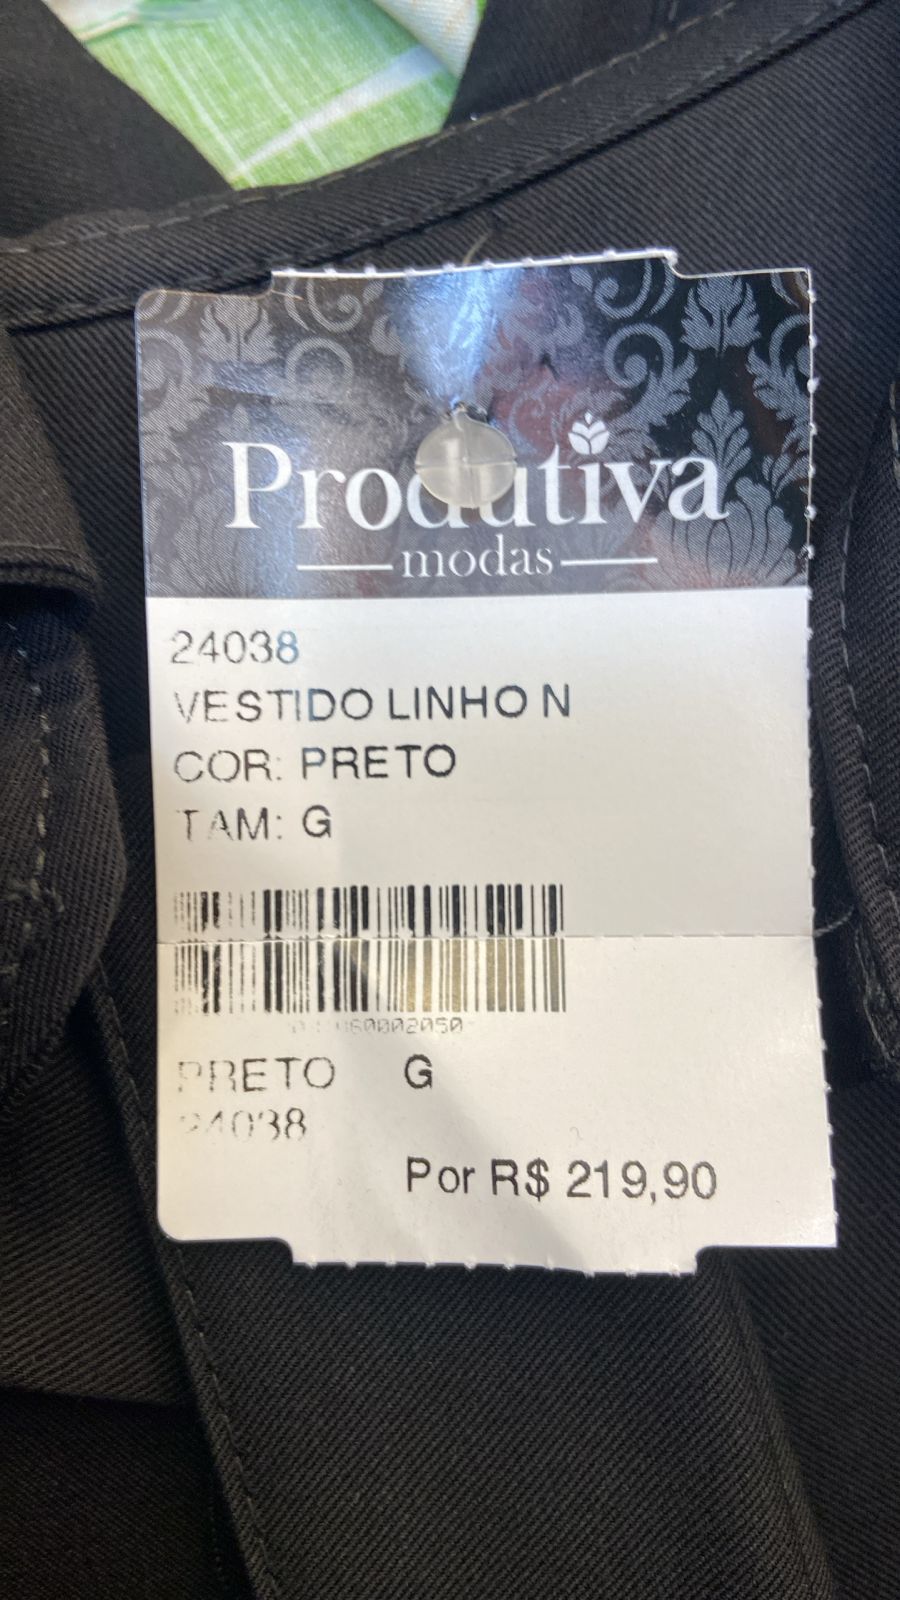 Produtiva
modas
24038
VESTIDO LINHO N
COR: PRETO
TAM: G
PRETO G
24038
Por R$ 219,90